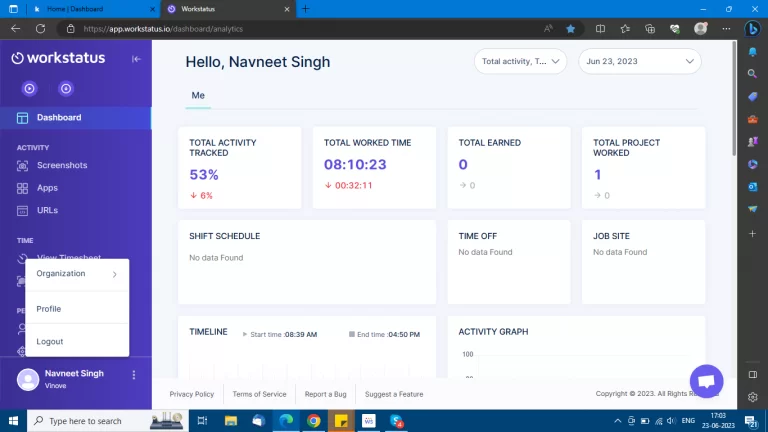 Home | Dashboard
Workstatus
https://app.workstatus.io/dashboard/analytics
workstatus
Hello, Navneet Singh
Total activity, T...
Jun 23, 2023
Me
Dashboard
ACTIVITY
Screenshots
Apps
URLs
TIME
View Timesheet
Organization
Profile
Logout
Navneet Singh
Vinove
TOTAL ACTIVITY
TRACKED
53%
6%
TOTAL WORKED TIME
08:10:23
00:32:11
TOTAL EARNED
0
0
TOTAL PROJECT
WORKED
1
0
SHIFT SCHEDULE
No data Found
TIME OFF
No data Found
JOB SITE
No data Found
TIMELINE
Start time :08:39 AM
End time :04:50 PM
ACTIVITY GRAPH
100
Privacy Policy
Terms of Service
Report a Bug
Suggest a Feature
Copyright © 2023. All Rights
Type here to search
ENG
17:03
23-06-2023